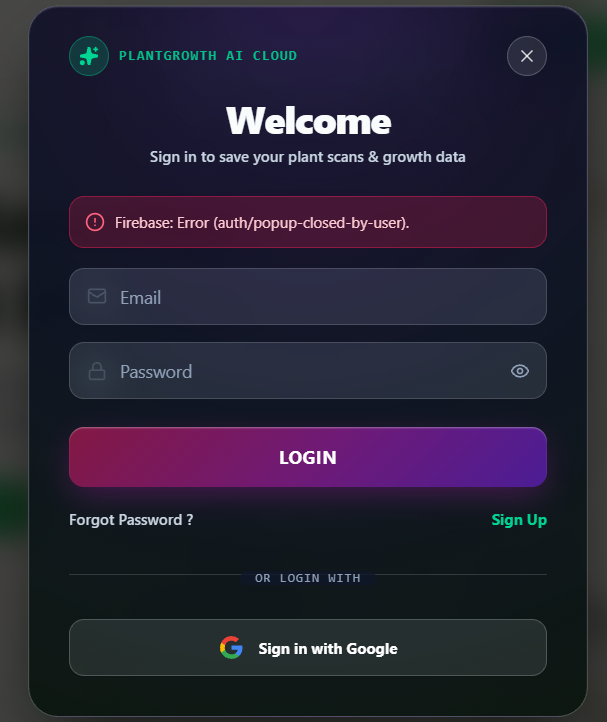 PLANTGROWTH AI CLOUD
Welcome
Sign in to save your plant scans & growth data
Firebase: Error (auth/popup-closed-by-user).
Email
Password
LOGIN
Forgot Password ? Sign Up
OR LOGIN WITH
Sign in with Google